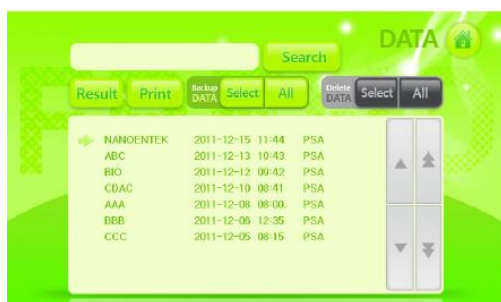 DATA
Search
Result Print Backup DATA Select All Delete DATA Select All
NANOENTEK 2011-12-15 11:44 PSA
ABC 2011-12-13 10:43 PSA
BIO 2011-12-12 09:42 PSA
CDAC 2011-12-10 08:41 PSA
AAA 2011-12-08 08:00. PSA
BBB 2011-12-06 12:35 PSA
CCC 2011-12-05 08:15 PSA